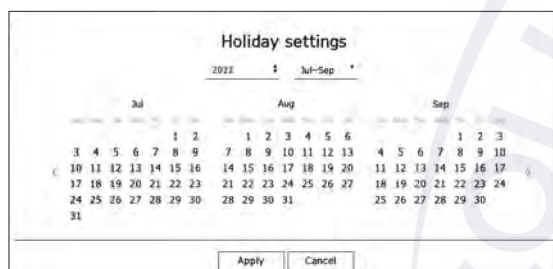 Holiday settings
2022 Jul-Sep
Jul Aug Sep
1 2 1 2 3 4 5 6 1 2 3
3 4 5 6 7 8 9 7 8 9 10 11 12 13 4 5 6 7 8 9 10
10 11 12 13 14 15 16 14 15 16 17 18 19 20 11 12 13 14 15 16 17
17 18 19 20 21 22 23 21 22 23 24 25 26 27 18 19 20 21 22 23 24
24 25 26 27 28 29 30 28 29 30 31 25 26 27 28 29 30
31
Apply Cancel